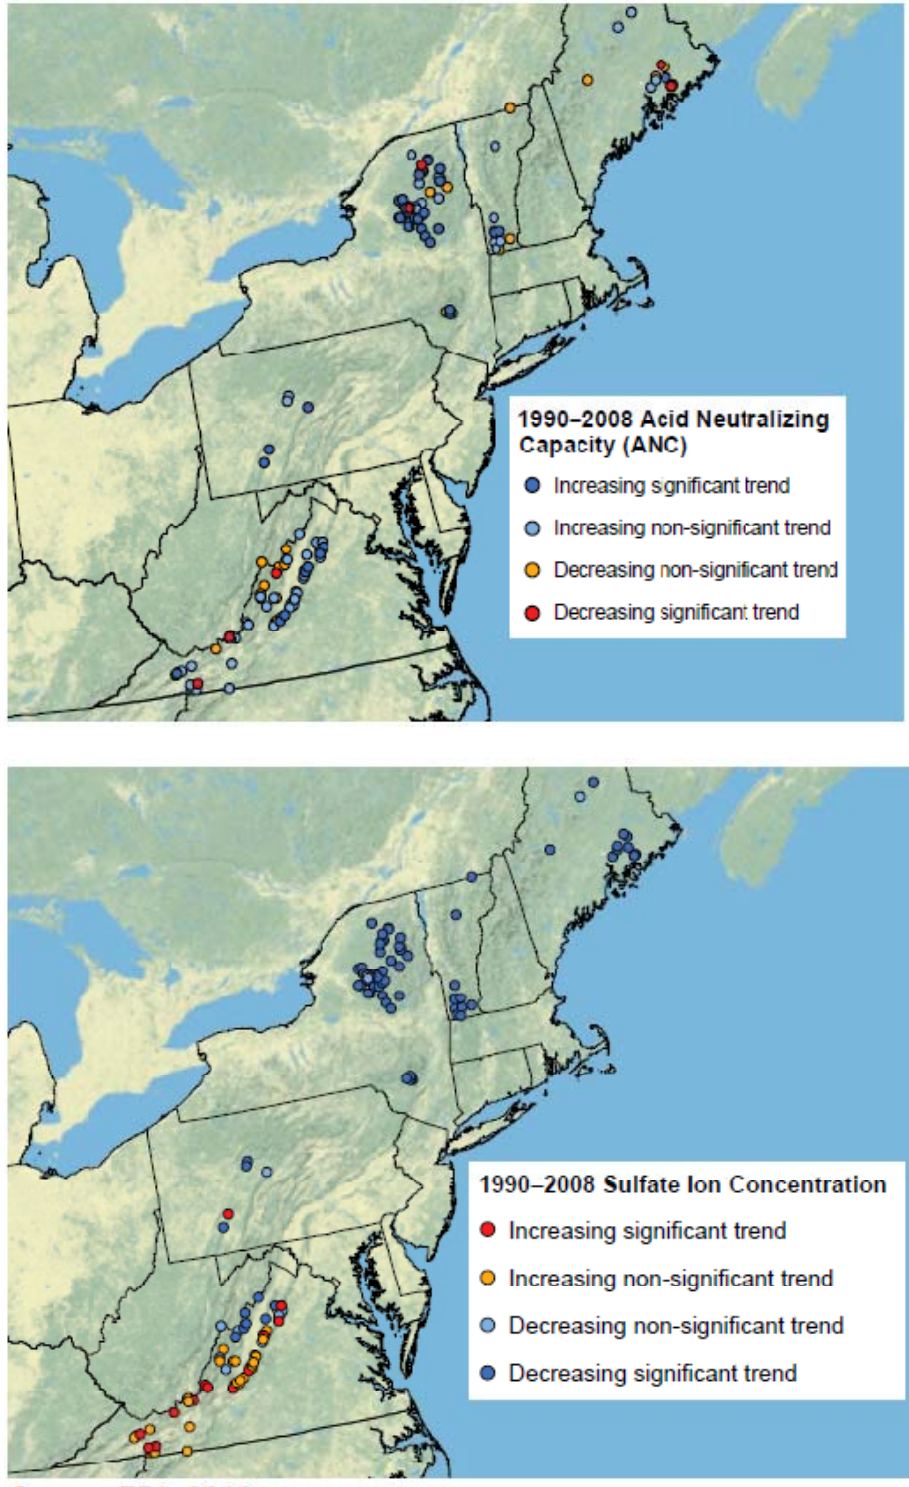 1990–2008 Acid Neutralizing
Capacity (ANC)
Increasing significant trend
Increasing non-significant trend
Decreasing non-significant trend
Decreasing significant trend
1990–2008 Sulfate Ion Concentration
Increasing significant trend
Increasing non-significant trend
Decreasing non-significant trend
Decreasing significant trend